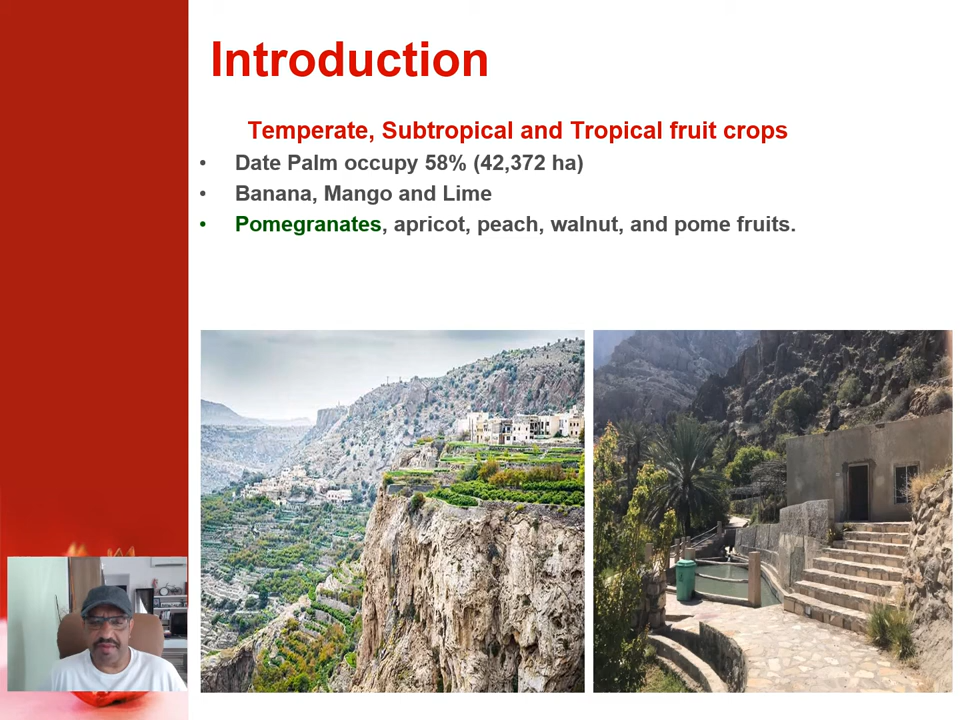 Introduction
Temperate, Subtropical and Tropical fruit crops
• Date Palm occupy 58% (42,372 ha)
• Banana, Mango and Lime
• Pomegranates, apricot, peach, walnut, and pome fruits.